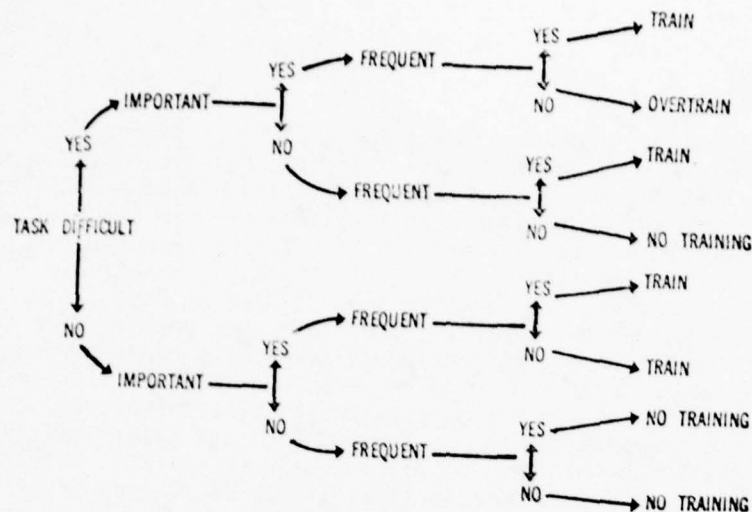 YES TRAIN
YES FREQUENT
IMPORTANT NO OVERTRAIN
YES NO YES TRAIN
FREQUENT
TASK DIFFICULT NO NO TRAINING
YES TRAIN
NO YES FREQUENT
NO TRAIN
IMPORTANT
NO YES NO TRAINING
FREQUENT
NO NO TRAINING